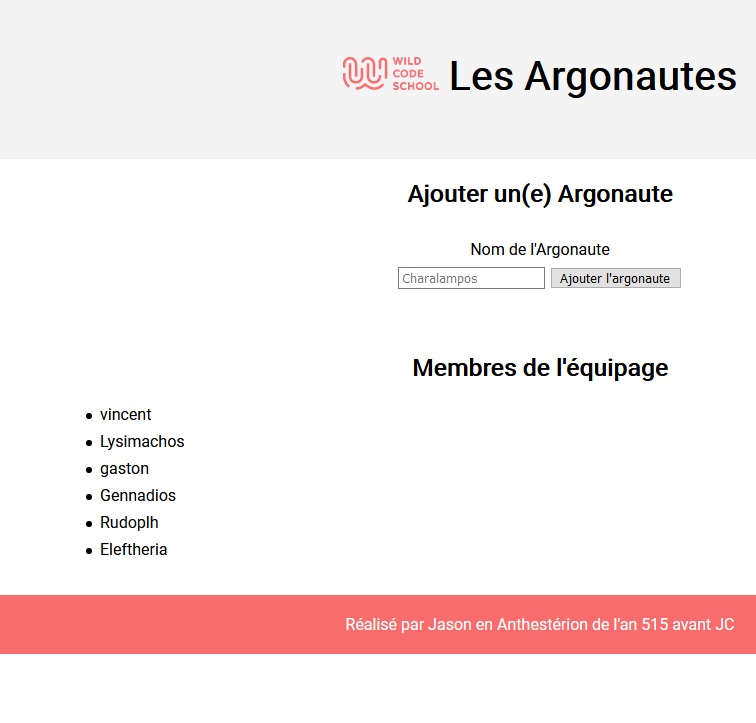 WILD
CODE
SCHOOL
Les Argonautes
Ajouter un(e) Argonaute
Nom de l'Argonaute
Charalampos
Ajouter l'argonaute
Membres de l'équipage
vincent
Lysimachos
gaston
Gennadios
Rudoplh
Eleftheria
Réalisé par Jason en Anthestérion de l'an 515 avant JC